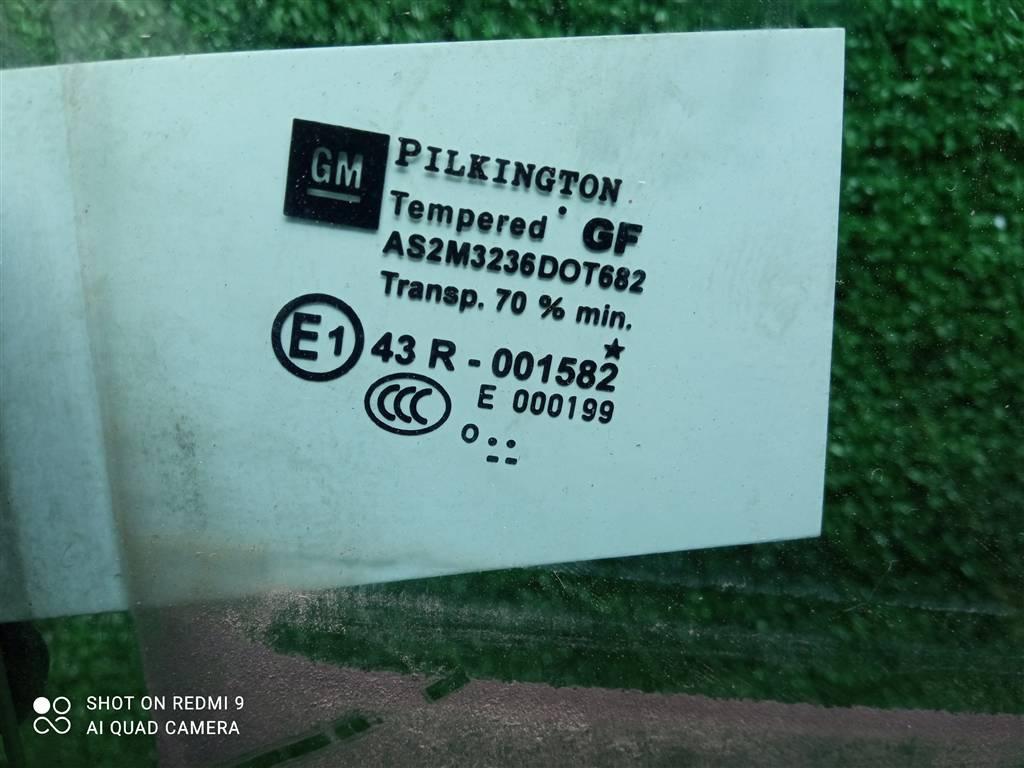 GM
PILKINGTON
Tempered GF
AS2M3236DOT682
Transp. 70 % min.
E1 43 R - 001582
CCC E 000199
SHOT ON REDMI 9
AI QUAD CAMERA